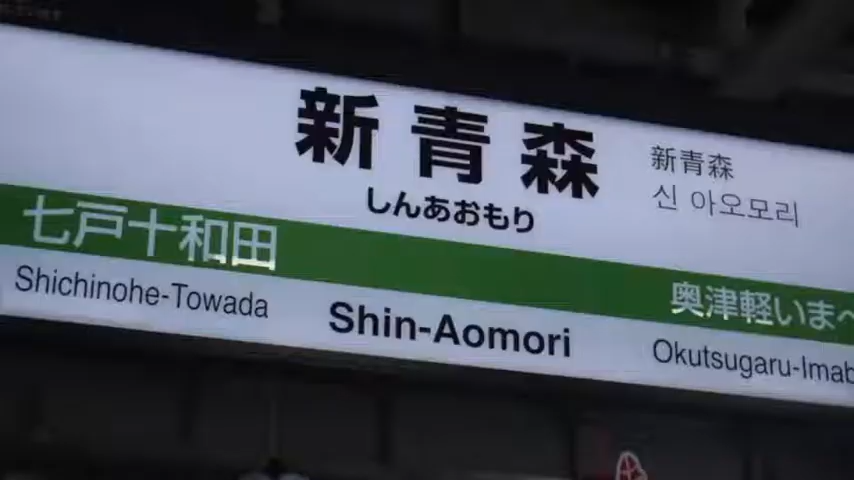 新青森
しんあおもり
新青森
신 아오모리
七戸十和田
奥津軽いまべ
Shichinohe-Towada
Shin-Aomori
Okutsugaru-Imab